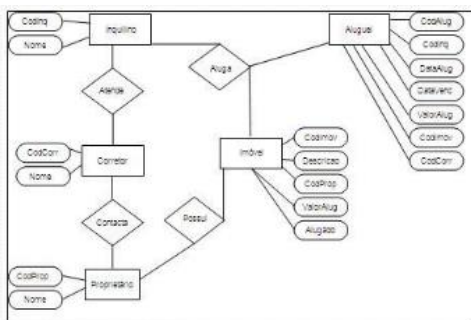 CodInq
Nome
Inquilino
Aluga
Aluguel
CodAlug
CodInq
DataAlug
DataVenc
ValorAlug
CodImov
CodCorr
Atende
CodCorr
Nome
Corretor
Imóvel
CodImov
Descricao
CodProp
ValorAlug
Alugado
Contacta
Possui
CodProp
Nome
Proprietário